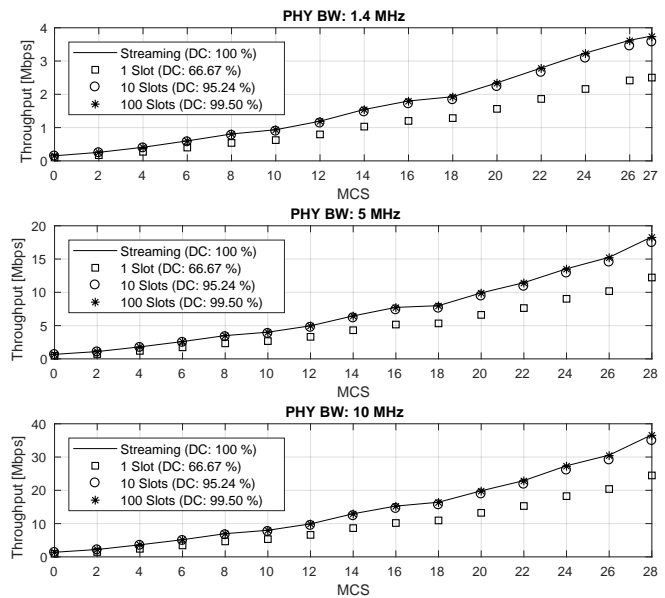 PHY BW: 1.4 MHz
Throughput [Mbps]
4
3
2
1
0
Streaming (DC: 100 %)
1 Slot (DC: 66.67 %)
10 Slots (DC: 95.24 %)
100 Slots (DC: 99.50 %)
0 2 4 6 8 10 12 14 16 18 20 22 24 26 27
MCS
PHY BW: 5 MHz
Throughput [Mbps]
20
15
10
5
0
Streaming (DC: 100 %)
1 Slot (DC: 66.67 %)
10 Slots (DC: 95.24 %)
100 Slots (DC: 99.50 %)
0 2 4 6 8 10 12 14 16 18 20 22 24 26 28
MCS
PHY BW: 10 MHz
Throughput [Mbps]
40
30
20
10
0
Streaming (DC: 100 %)
1 Slot (DC: 66.67 %)
10 Slots (DC: 95.24 %)
100 Slots (DC: 99.50 %)
0 2 4 6 8 10 12 14 16 18 20 22 24 26 28
MCS